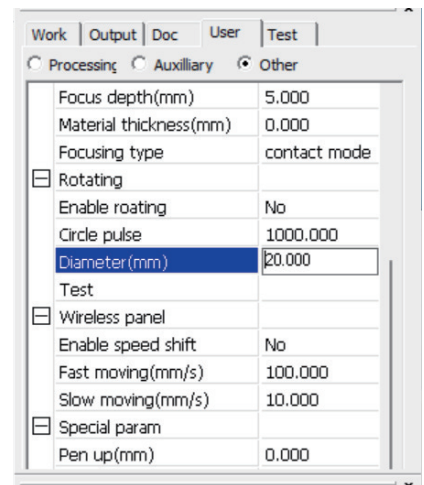 Work Output Doc User Test
Processing Auxilliary Other
Focus depth(mm) 5.000
Material thickness(mm) 0.000
Focusing type contact mode
Rotating
Enable roating No
Circle pulse 1000.000
Diameter(mm) 20.000
Test
Wireless panel
Enable speed shift No
Fast moving(mm/s) 100.000
Slow moving(mm/s) 10.000
Special param
Pen up(mm) 0.000